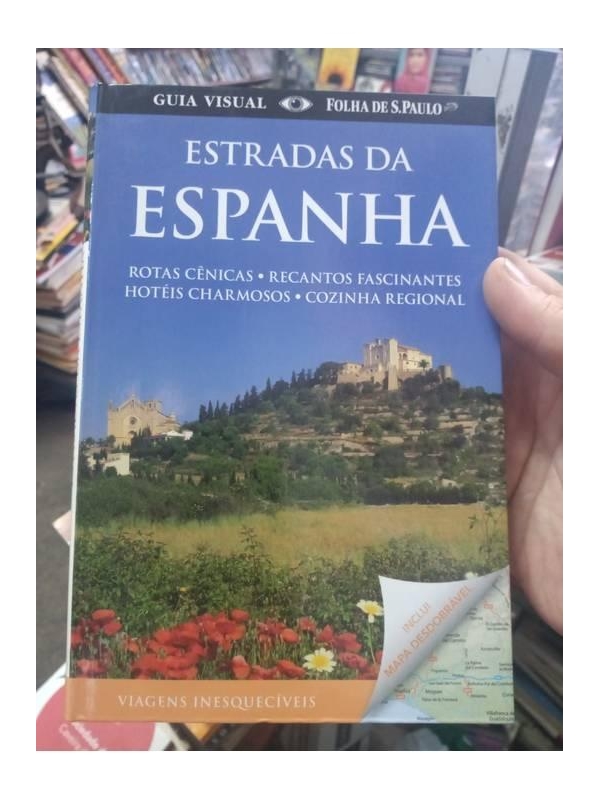 GUIA VISUAL FOLHA DE S.PAULO
ESTRADAS DA
ESPANHA
ROTAS CÊNICAS • RECANTOS FASCINANTES
HOTÉIS CHARMOSOS • COZINHA REGIONAL
INCLUI
MAPA DESDOBRÁVEL
VIAGENS INESQUECÍVEIS